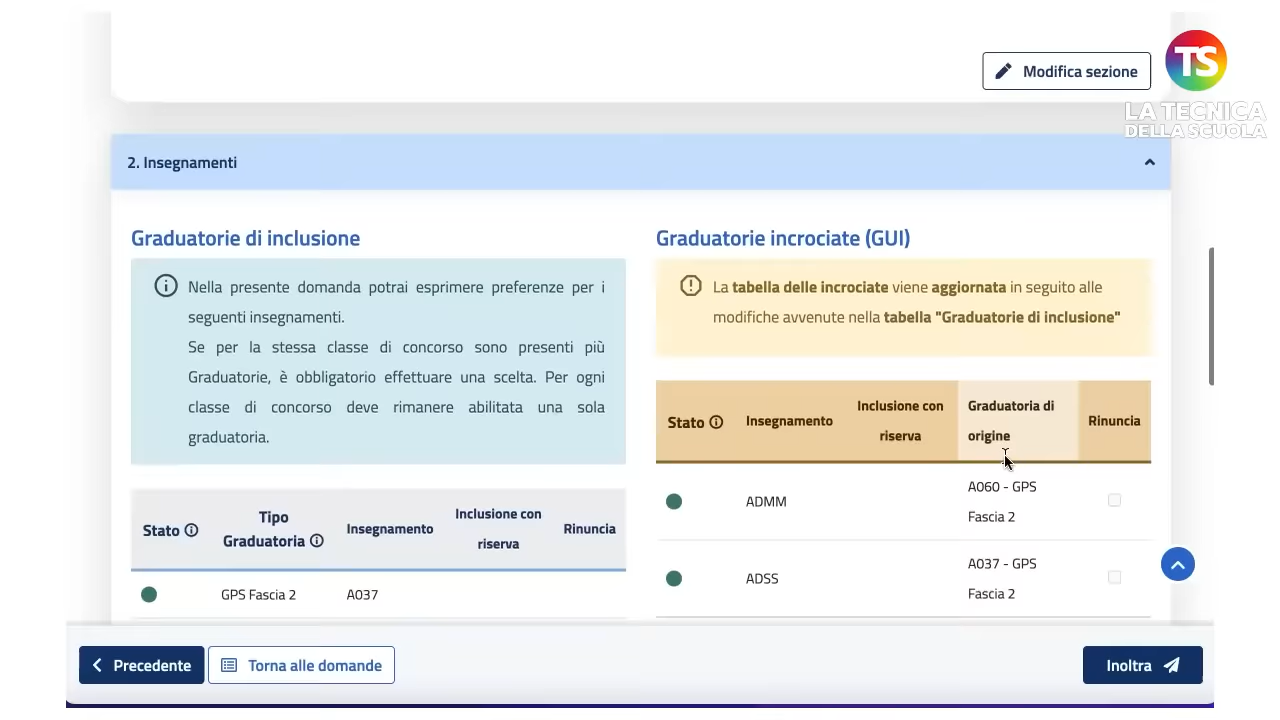 Modifica sezione
TS
LA TECNICA
DELLA SCUOLA
2. Insegnamenti
Graduatorie di inclusione
Nella presente domanda potrai esprimere preferenze per i
seguenti insegnamenti.
Se per la stessa classe di concorso sono presenti più
Graduatorie, è obbligatorio effettuare una scelta. Per ogni
classe di concorso deve rimanere abilitata una sola
graduatoria.
Stato
Tipo
Graduatoria
Insegnamento
Inclusione con
riserva
Rinuncia
GPS Fascia 2
A037
Graduatorie incrociate (GUI)
La tabella delle incrociate viene aggiornata in seguito alle
modifiche avvenute nella tabella "Graduatorie di inclusione"
Stato
Insegnamento
Inclusione con
riserva
Graduatoria di
origine
Rinuncia
ADMM
A060 - GPS
Fascia 2
ADSS
A037 - GPS
Fascia 2
Precedente
Torna alle domande
Inoltra